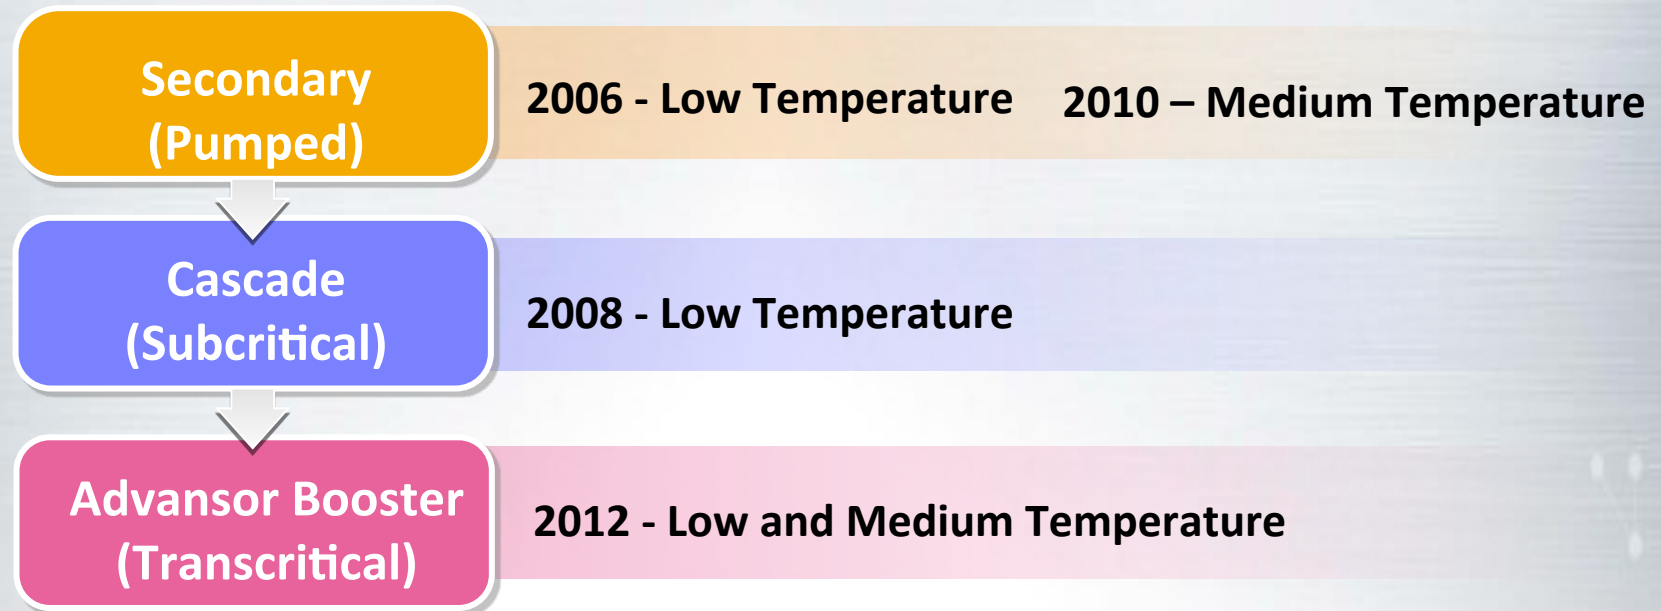 Secondary
(Pumped)
2006 - Low Temperature
2010 – Medium Temperature
Cascade
(Subcritical)
2008 - Low Temperature
Advansor Booster
(Transcritical)
2012 - Low and Medium Temperature